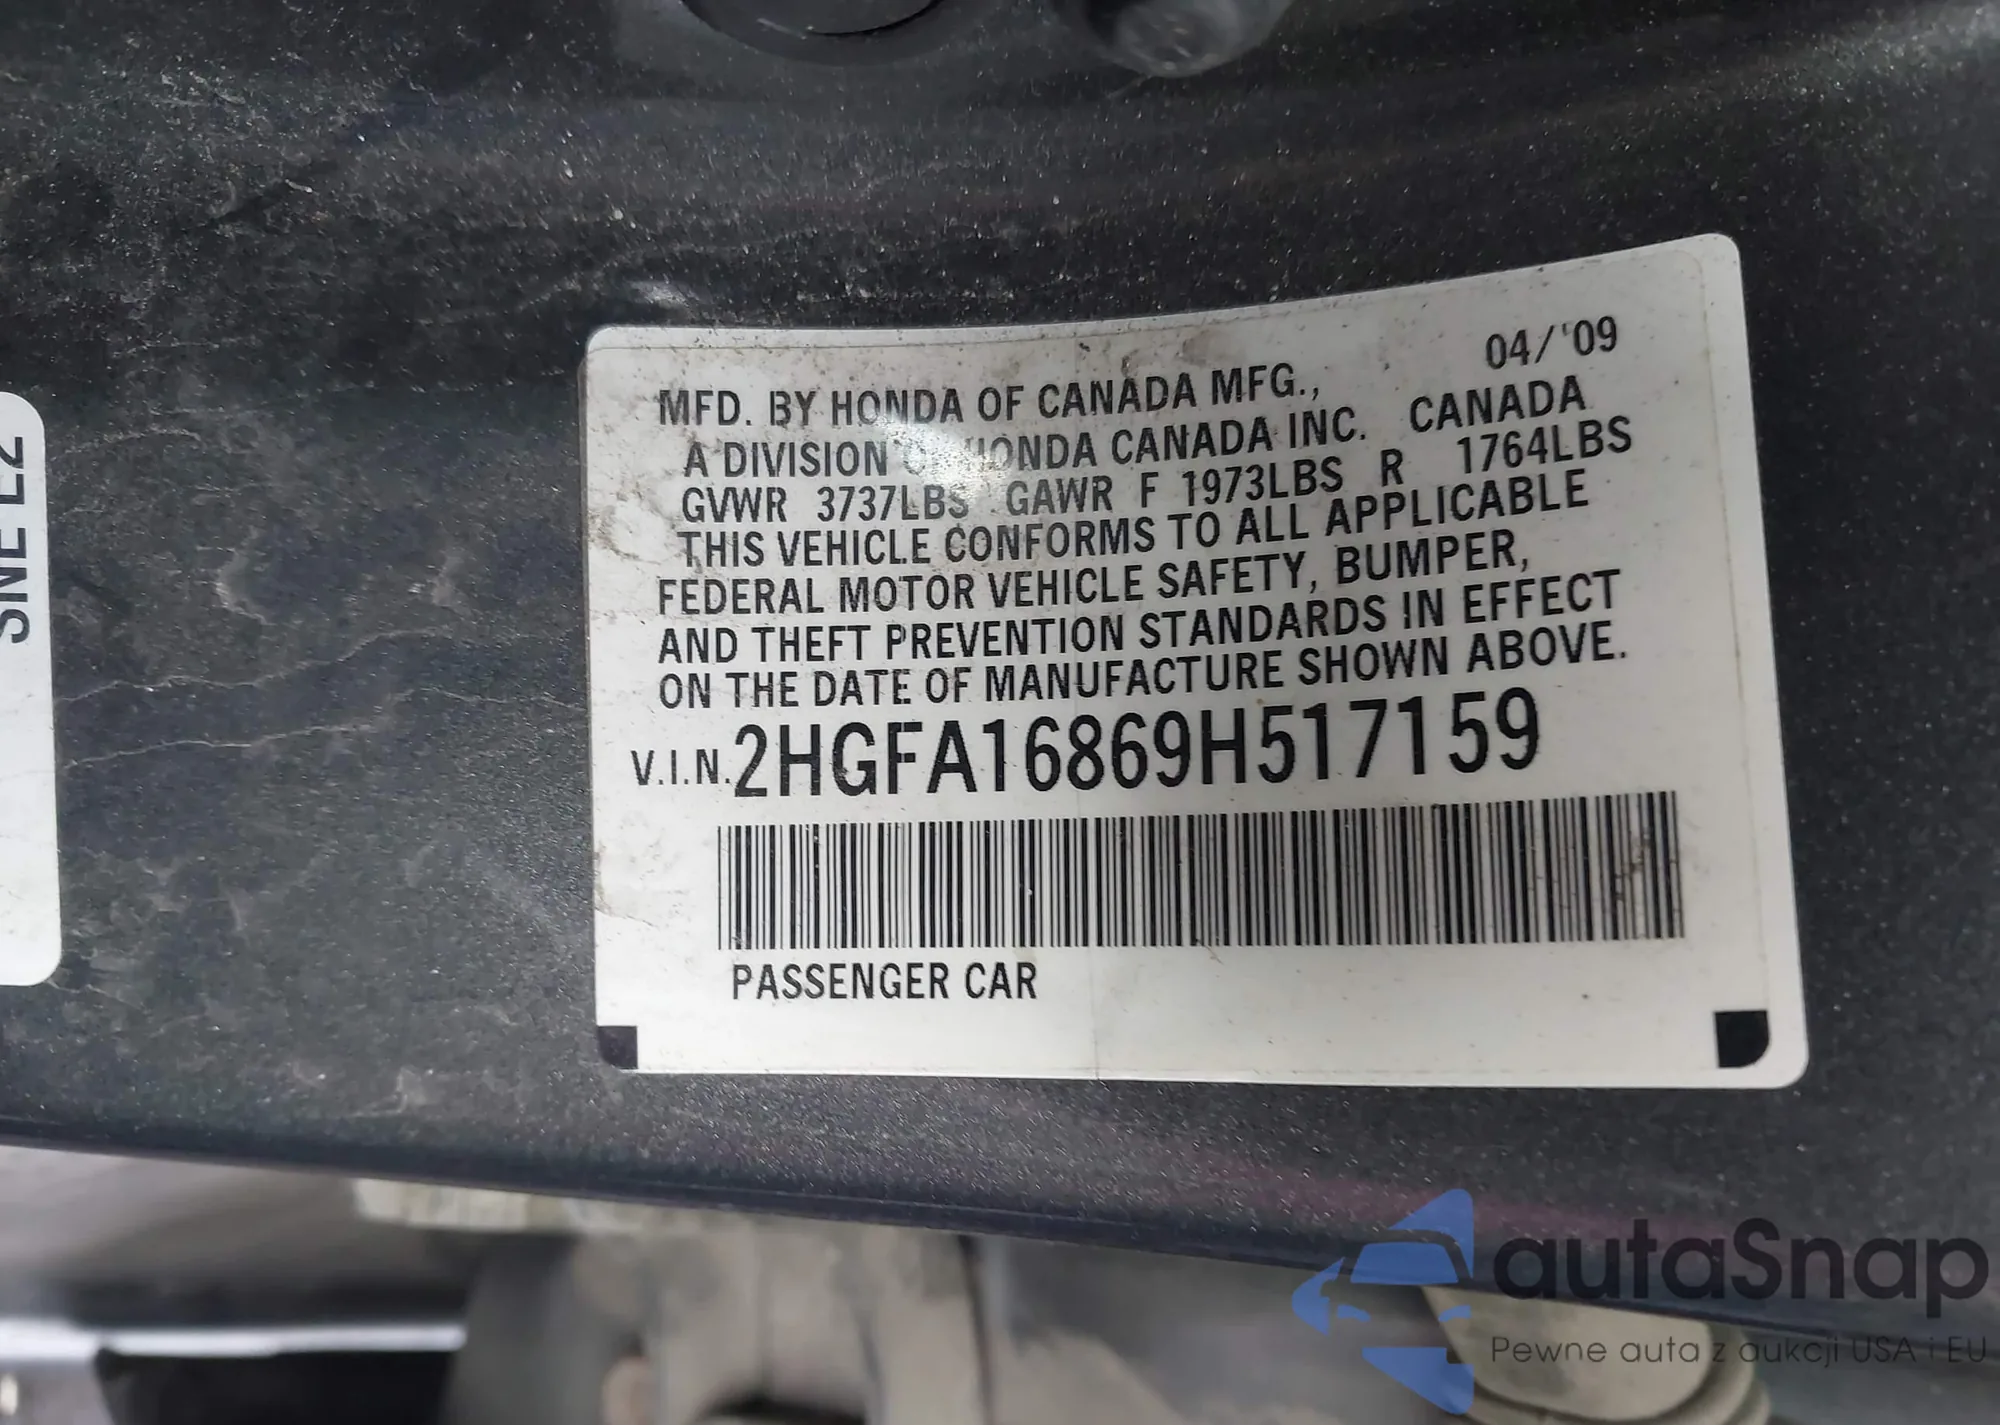 04/'09
MFD. BY HONDA OF CANADA MFG.,
A DIVISION OF HONDA CANADA INC. CANADA
GVWR 3737LBS GAWR F 1973LBS R 1764LBS
THIS VEHICLE CONFORMS TO ALL APPLICABLE
FEDERAL MOTOR VEHICLE SAFETY, BUMPER,
AND THEFT PREVENTION STANDARDS IN EFFECT
ON THE DATE OF MANUFACTURE SHOWN ABOVE.
V.I.N. 2HGFA16869H517159
PASSENGER CAR
autaSnap
Pewne auta z aukcji USA i EU